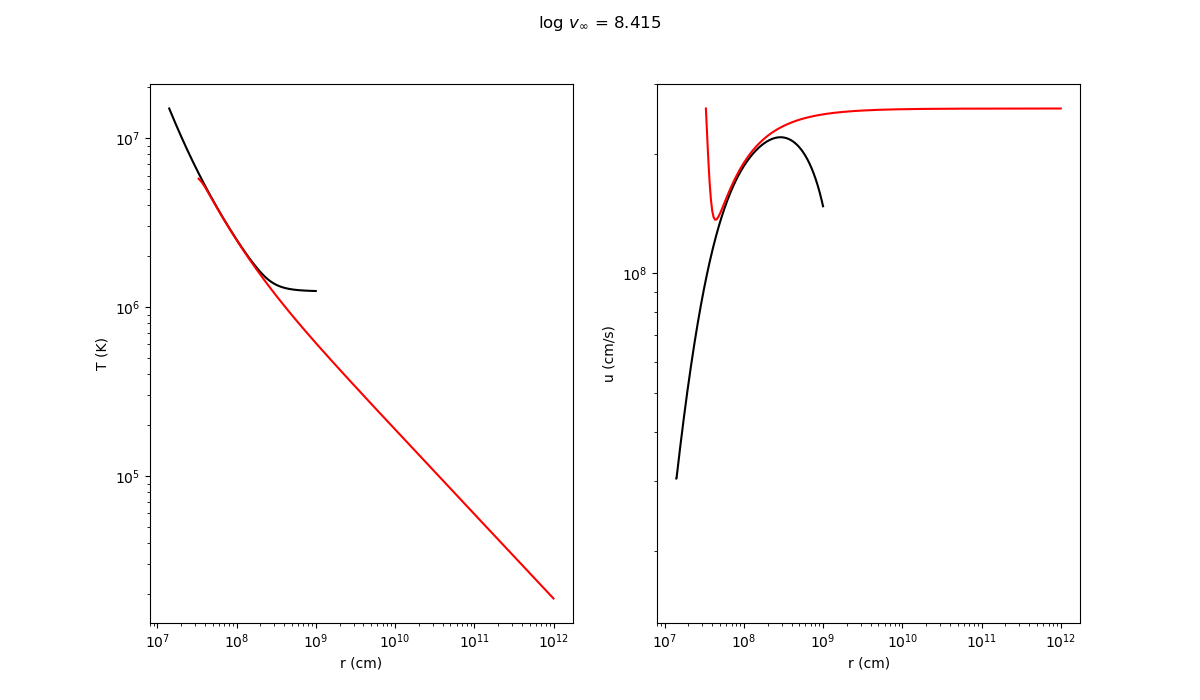 log v∞ = 8.415
T (K)
10⁷
10⁶
10⁵
10⁷ 10⁸ 10⁹ 10¹⁰ 10¹¹ 10¹²
r (cm)
u (cm/s)
10⁸
10⁷ 10⁸ 10⁹ 10¹⁰ 10¹¹ 10¹²
r (cm)